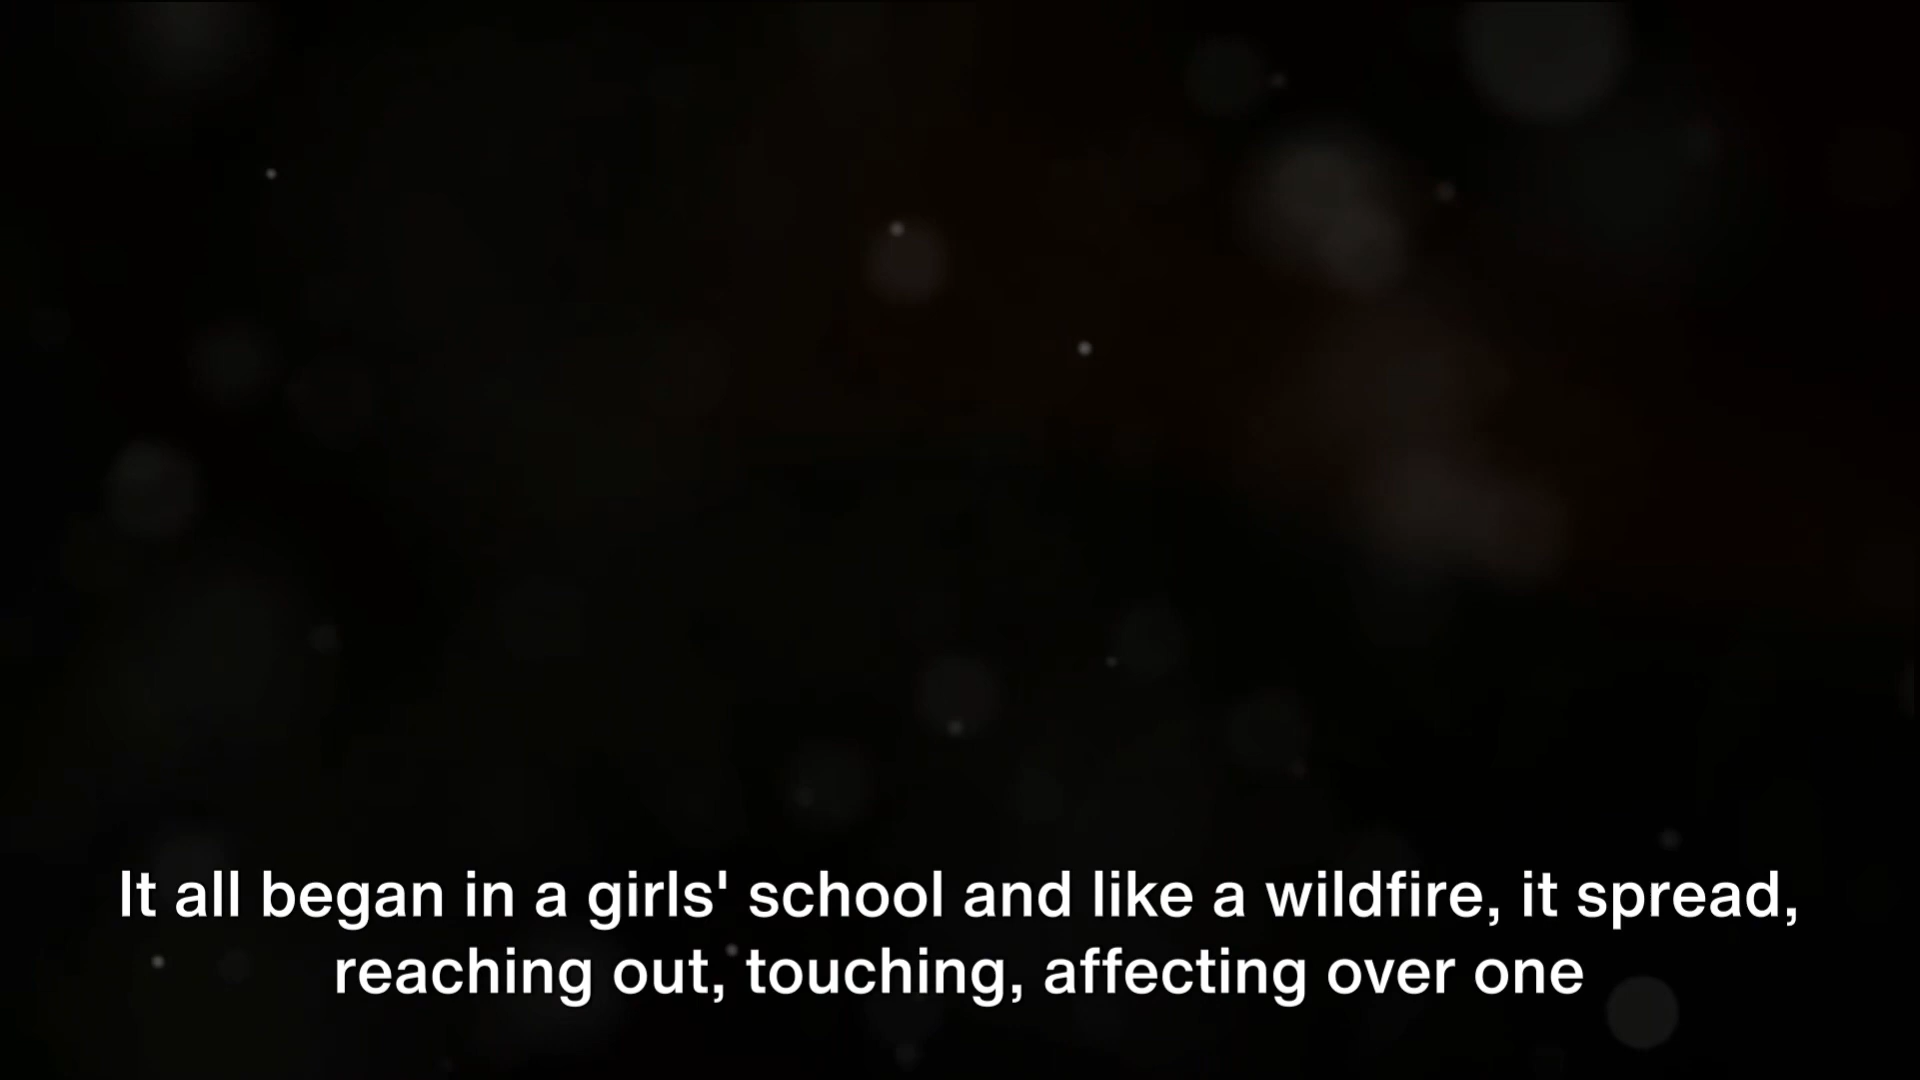 It all began in a girls' school and like a wildfire, it spread,
reaching out, touching, affecting over one